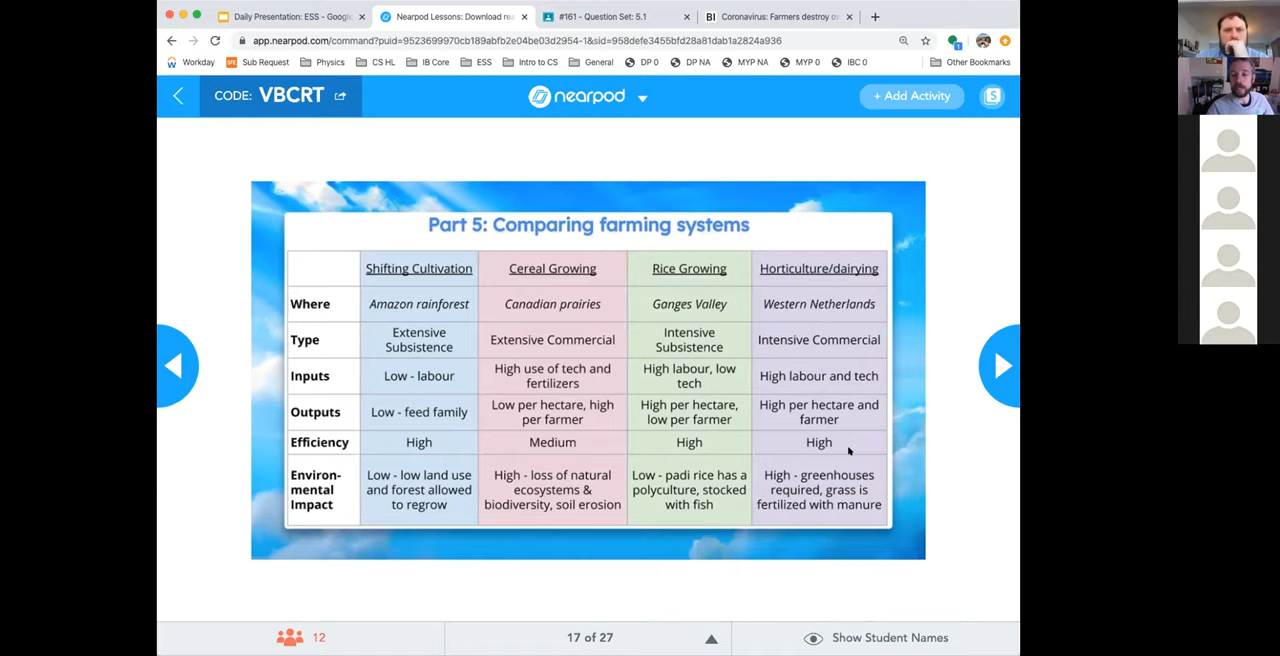 Daily Presentation: ESS - Google
Nearpod Lessons: Download rea
#161 - Question Set: 5.1
BI Coronavirus: Farmers destroy ov
app.nearpod.com/command?puid=9523699970cb189abfb2e04be03d2954-1&sid=958defe3455bfd28a81dab1a2824a936
Workday
SFE Sub Request
Physics
CS HL
IB Core
ESS
Intro to CS
General
DP 0
DP NA
MYP NA
MYP 0
IBC 0
Other Bookmarks
CODE: VBCRT
nearpod
+ Add Activity
S
Part 5: Comparing farming systems
Shifting Cultivation
Cereal Growing
Rice Growing
Horticulture/dairying
Where
Amazon rainforest
Canadian prairies
Ganges Valley
Western Netherlands
Type
Extensive
Subsistence
Extensive Commercial
Intensive
Subsistence
Intensive Commercial
Inputs
Low - labour
High use of tech and
fertilizers
High labour, low
tech
High labour and tech
Outputs
Low - feed family
Low per hectare, high
per farmer
High per hectare,
low per farmer
High per hectare and
farmer
Efficiency
High
Medium
High
High
Environ-
mental
Impact
Low - low land use
and forest allowed
to regrow
High - loss of natural
ecosystems &
biodiversity, soil erosion
Low - padi rice has a
polyculture, stocked
with fish
High - greenhouses
required, grass is
fertilized with manure
12
17 of 27
Show Student Names